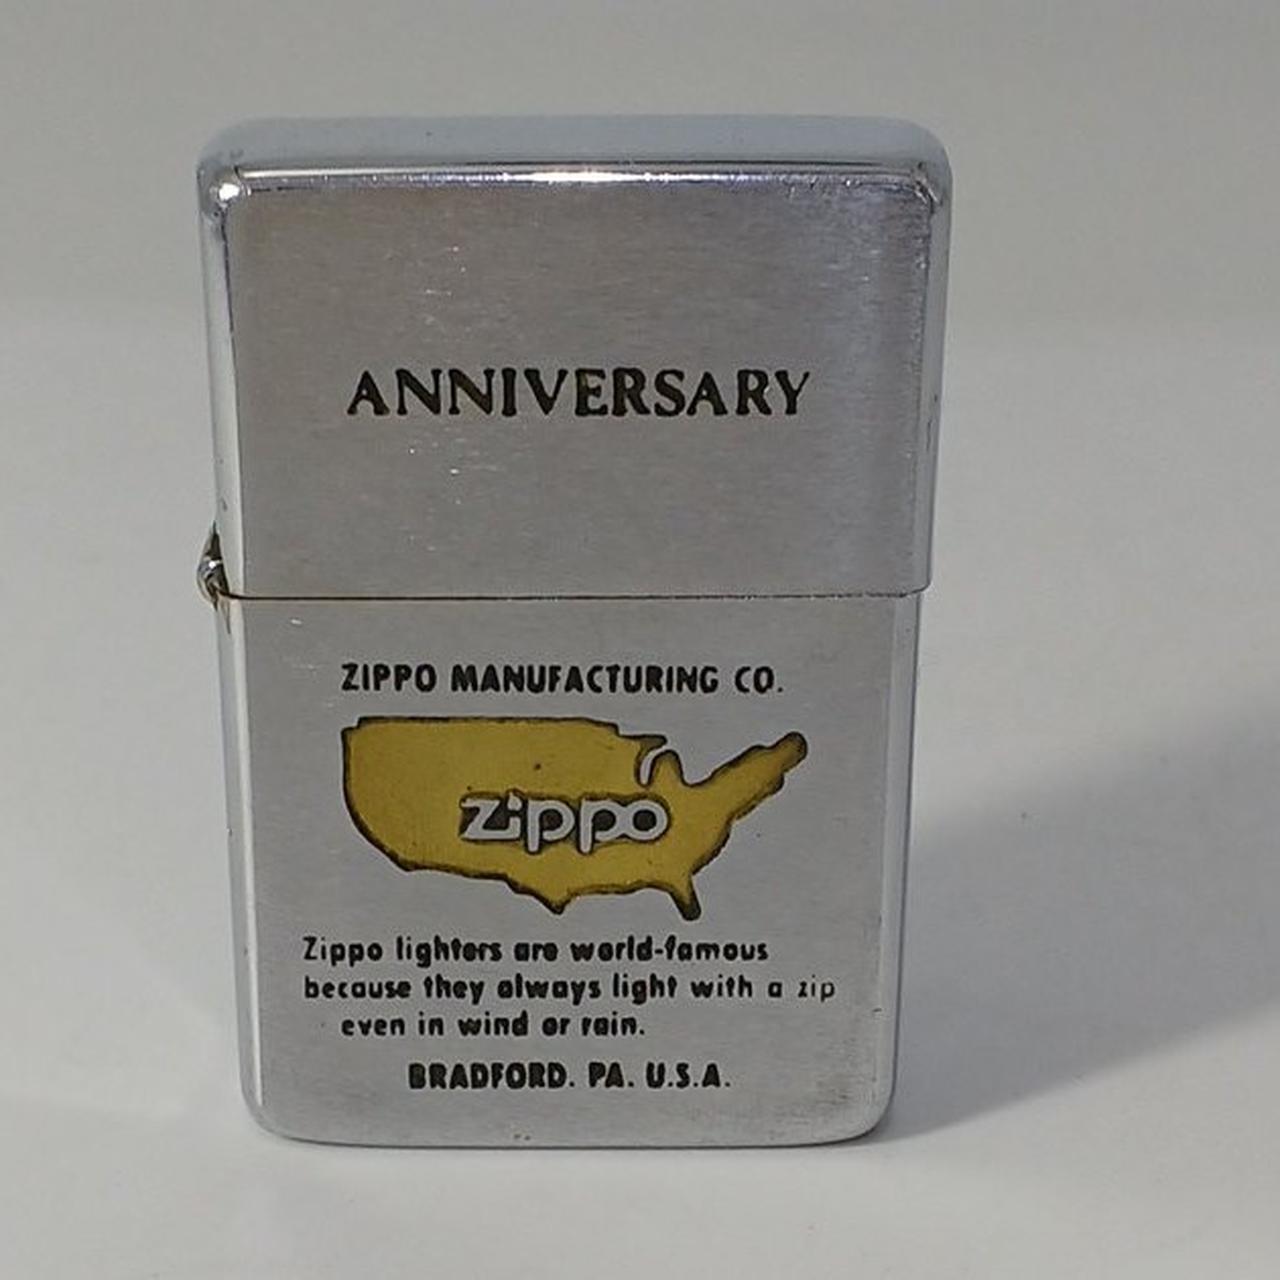 ANNIVERSARY
ZIPPO MANUFACTURING CO.
zippo
Zippo lighters are world-famous
because they always light with a zip
even in wind or rain.
BRADFORD. PA. U.S.A.